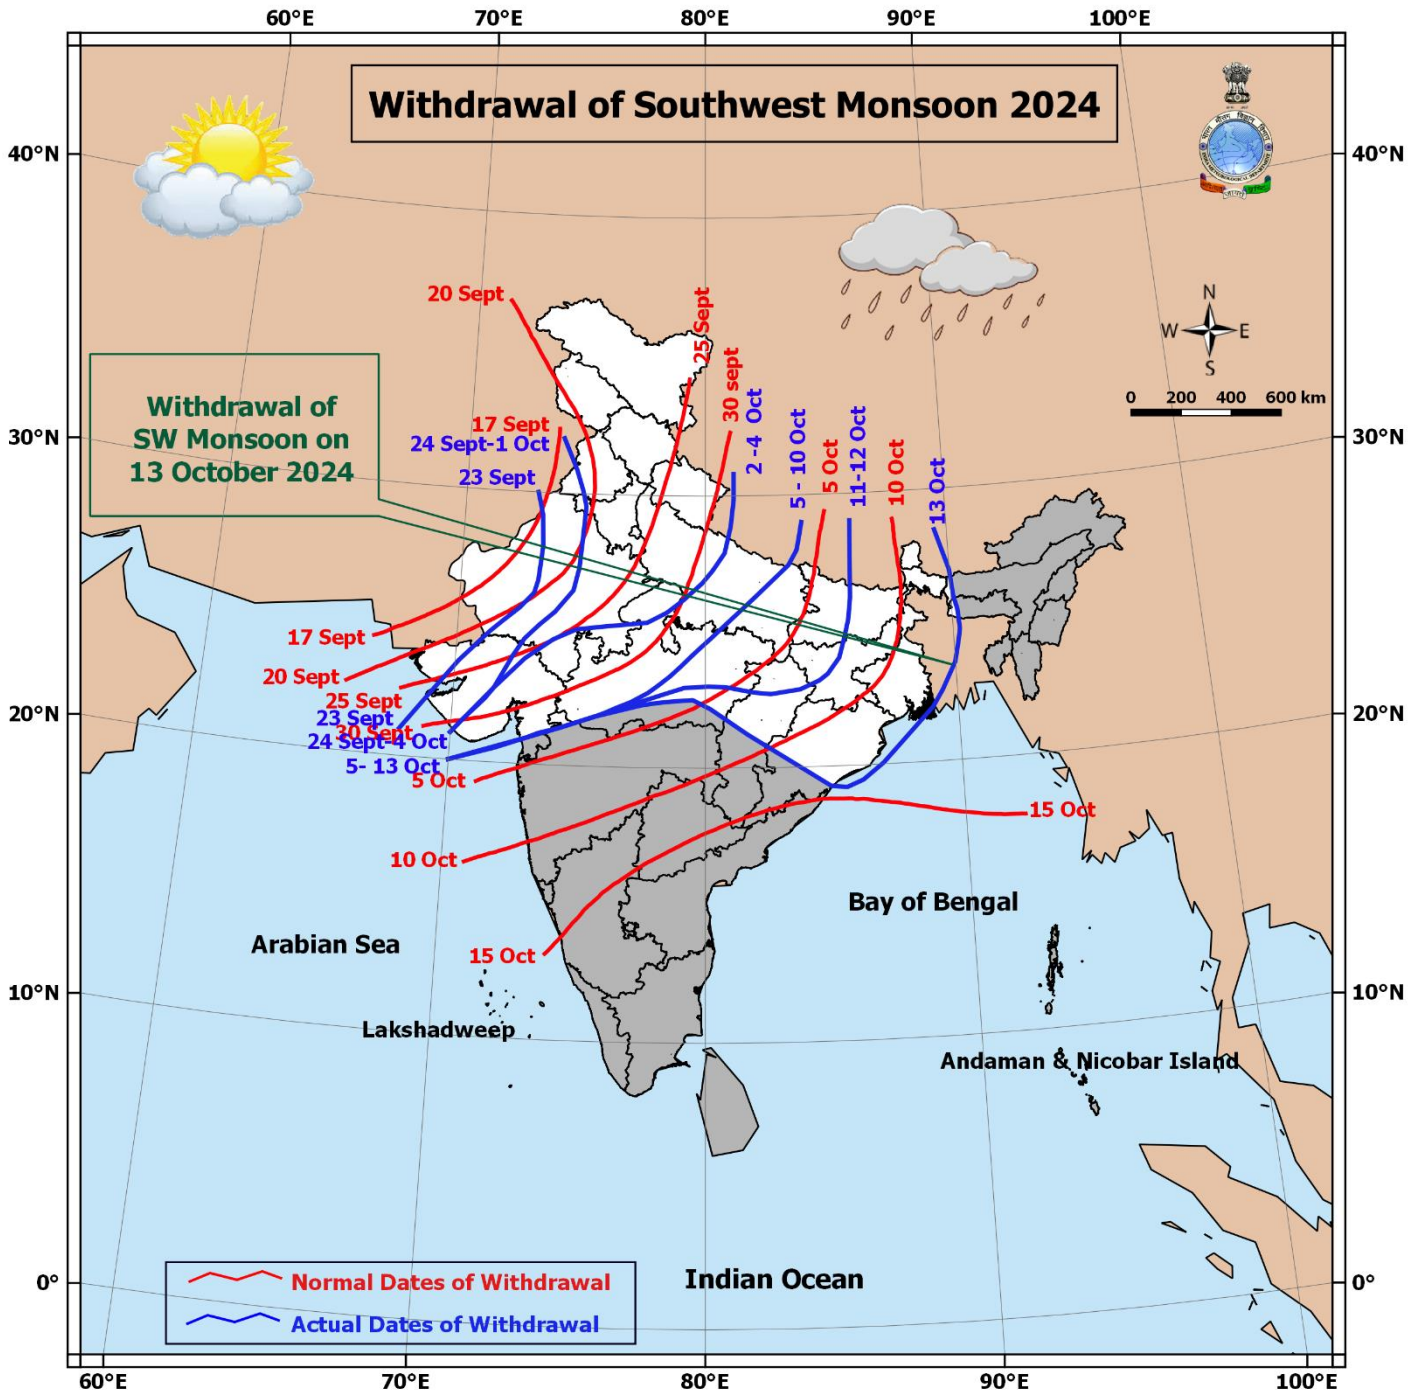 60°E 70°E 80°E 90°E 100°E
Withdrawal of Southwest Monsoon 2024
40°N 40°N
20 Sept
25 Sept
30 sept
N
W E
S
0 200 400 600 km
Withdrawal of
SW Monsoon on
13 October 2024
17 Sept
24 Sept-1 Oct
23 Sept
2 -4 Oct
5 - 10 Oct
5 Oct
11-12 Oct
10 Oct
13 Oct
30°N 30°N
17 Sept
20 Sept
25 Sept
23 Sept
30 Sept
24 Sept-4 Oct
5- 13 Oct
5 Oct
20°N 20°N
15 Oct
10 Oct
Bay of Bengal
Arabian Sea
15 Oct
10°N 10°N
Lakshadweep
Andaman & Nicobar Island
Indian Ocean
0° 0°
Normal Dates of Withdrawal
Actual Dates of Withdrawal
60°E 70°E 80°E 90°E 100°E